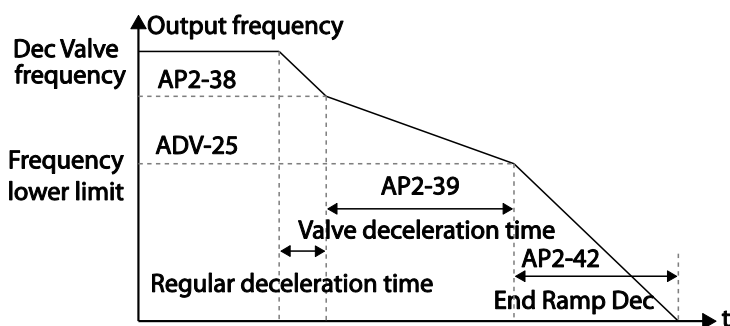 Output frequency
Dec Valve
frequency
AP2-38
ADV-25
Frequency
lower limit
AP2-39
Valve deceleration time
AP2-42
Regular deceleration time
End Ramp Dec
t